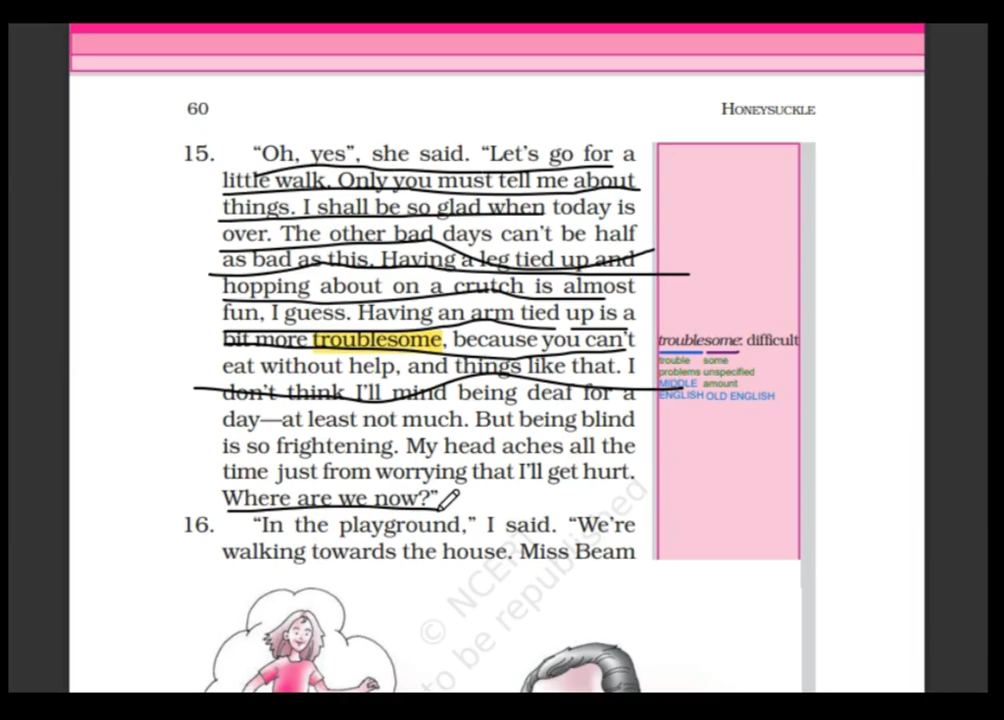 60
HONEYSUCKLE
15. “Oh, yes”, she said. “Let’s go for a
little walk. Only you must tell me about
things. I shall be so glad when today is
over. The other bad days can’t be half
as bad as this. Having a leg tied up and
hopping about on a crutch is almost
fun, I guess. Having an arm tied up is a
bit more troublesome, because you can’t
eat without help, and things like that. I
don’t think I’ll mind being deaf for a
day—at least not much. But being blind
is so frightening. My head aches all the
time just from worrying that I’ll get hurt.
Where are we now?”
troublesome: difficult
trouble some
problems unspecified
MIDDLE amount
ENGLISH OLD ENGLISH
16. “In the playground,” I said. “We’re
walking towards the house. Miss Beam
© NCERT
to be republished